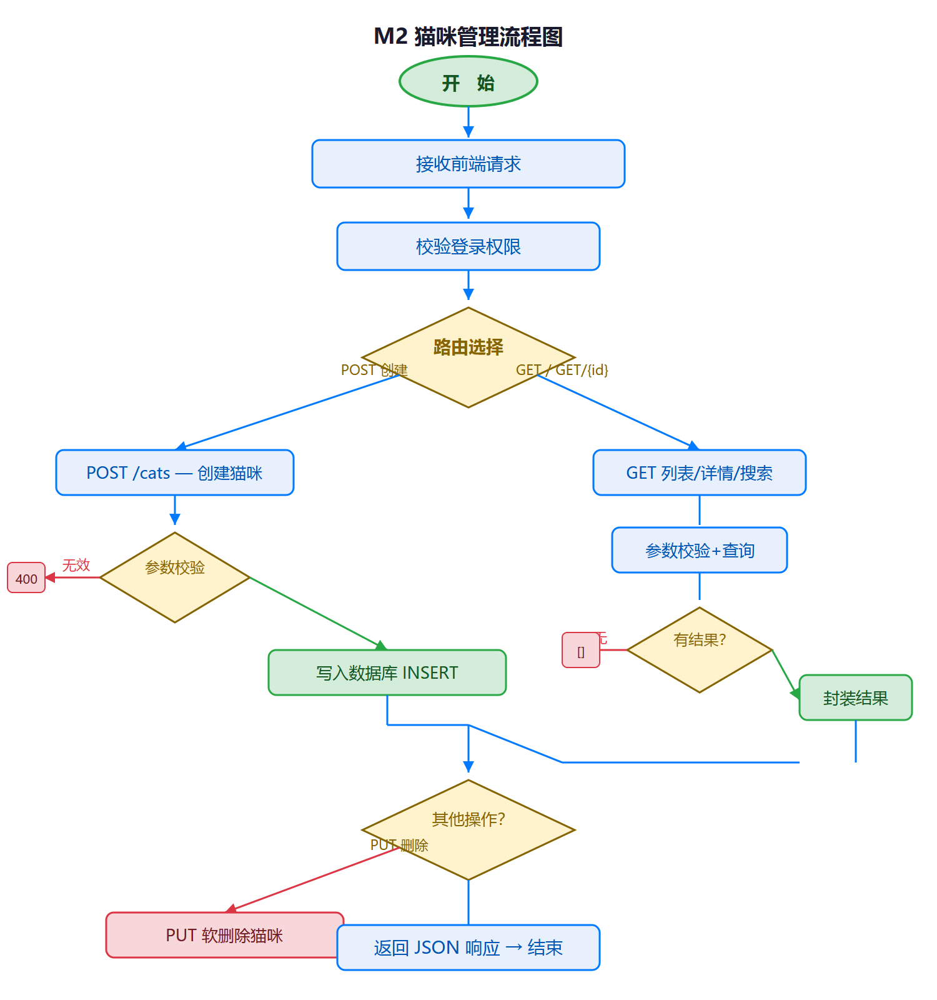 M2 猫咪管理流程图
开 始
接收前端请求
校验登录权限
路由选择
POST 创建
GET / GET/{id}
POST /cats — 创建猫咪
GET 列表/详情/搜索
参数校验+查询
无效
参数校验
400
有结果?
[]
写入数据库 INSERT
封装结果
其他操作?
PUT 删除
PUT 软删除猫咪
返回 JSON 响应 → 结束